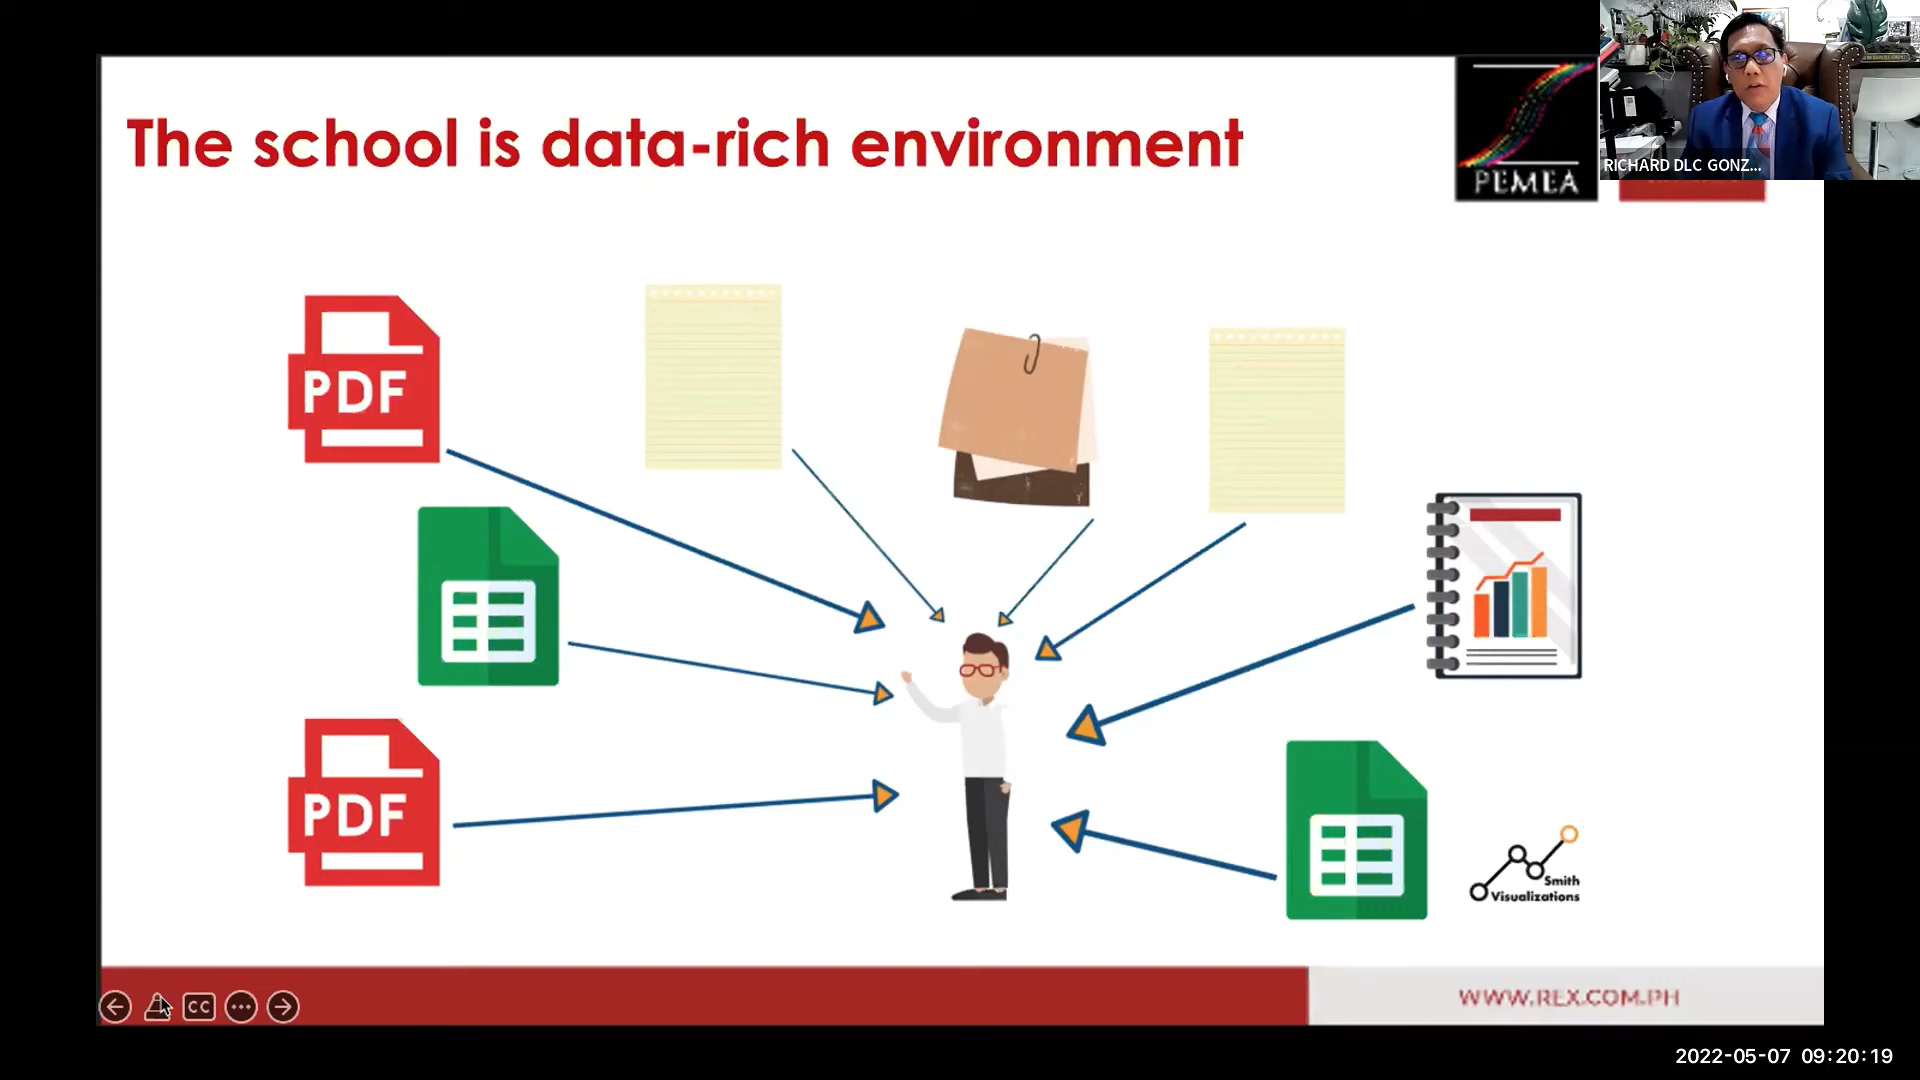 The school is data-rich environment
PEMEA
RICHARD DLC GONZ...
PDF
PDF
Smith
Visualizations
CC
WWW.REX.COM.PH
2022-05-07 09:20:19